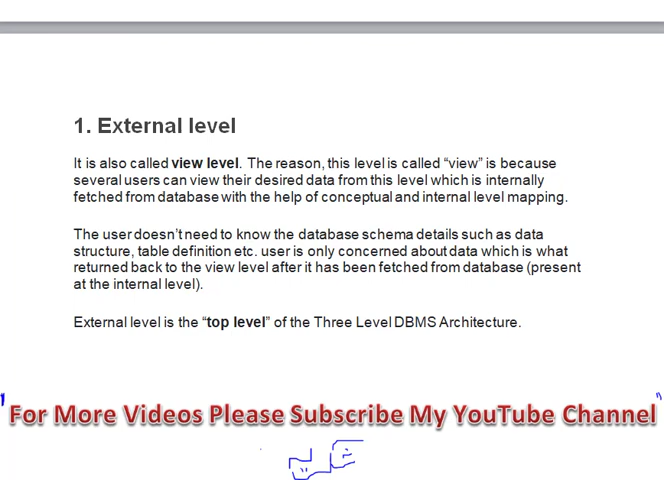 1. External level
It is also called view level. The reason, this level is called “view” is because
several users can view their desired data from this level which is internally
fetched from database with the help of conceptual and internal level mapping.
The user doesn’t need to know the database schema details such as data
structure, table definition etc. user is only concerned about data which is what
returned back to the view level after it has been fetched from database (present
at the internal level).
External level is the “top level” of the Three Level DBMS Architecture.
For More Videos Please Subscribe My YouTube Channel